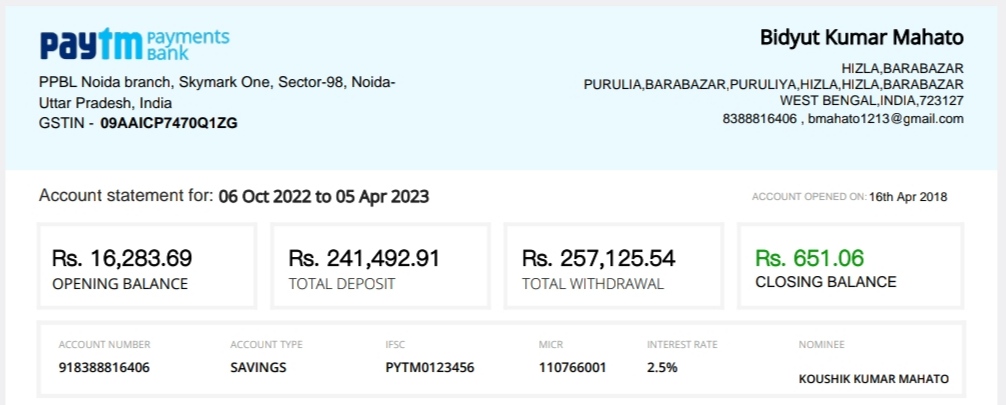 paytm payments bank
PPBL Noida branch, Skymark One, Sector-98, Noida-
Uttar Pradesh, India
GSTIN - 09AAICP7470Q1ZG
Bidyut Kumar Mahato
HIZLA,BARABAZAR
PURULIA,BARABAZAR,PURULIYA,HIZLA,HIZLA,BARABAZAR
WEST BENGAL,INDIA,723127
8388816406 , bmahato1213@gmail.com
Account statement for: 06 Oct 2022 to 05 Apr 2023
ACCOUNT OPENED ON: 16th Apr 2018
Rs. 16,283.69
OPENING BALANCE
Rs. 241,492.91
TOTAL DEPOSIT
Rs. 257,125.54
TOTAL WITHDRAWAL
Rs. 651.06
CLOSING BALANCE
ACCOUNT NUMBER
918388816406
ACCOUNT TYPE
SAVINGS
IFSC
PYTM0123456
MICR
110766001
INTEREST RATE
2.5%
NOMINEE
KOUSHIK KUMAR MAHATO